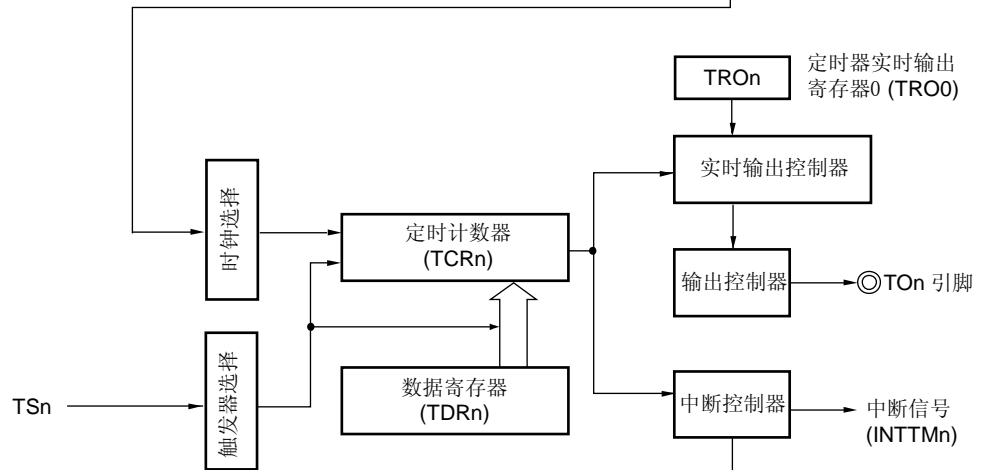 TROn
定时器实时输出
寄存器0 (TRO0)
实时输出控制器
时钟选择
定时计数器
(TCRn)
输出控制器
TOn 引脚
TSn
触发器选择
数据寄存器
(TDRn)
中断控制器
中断信号
(INTTMn)